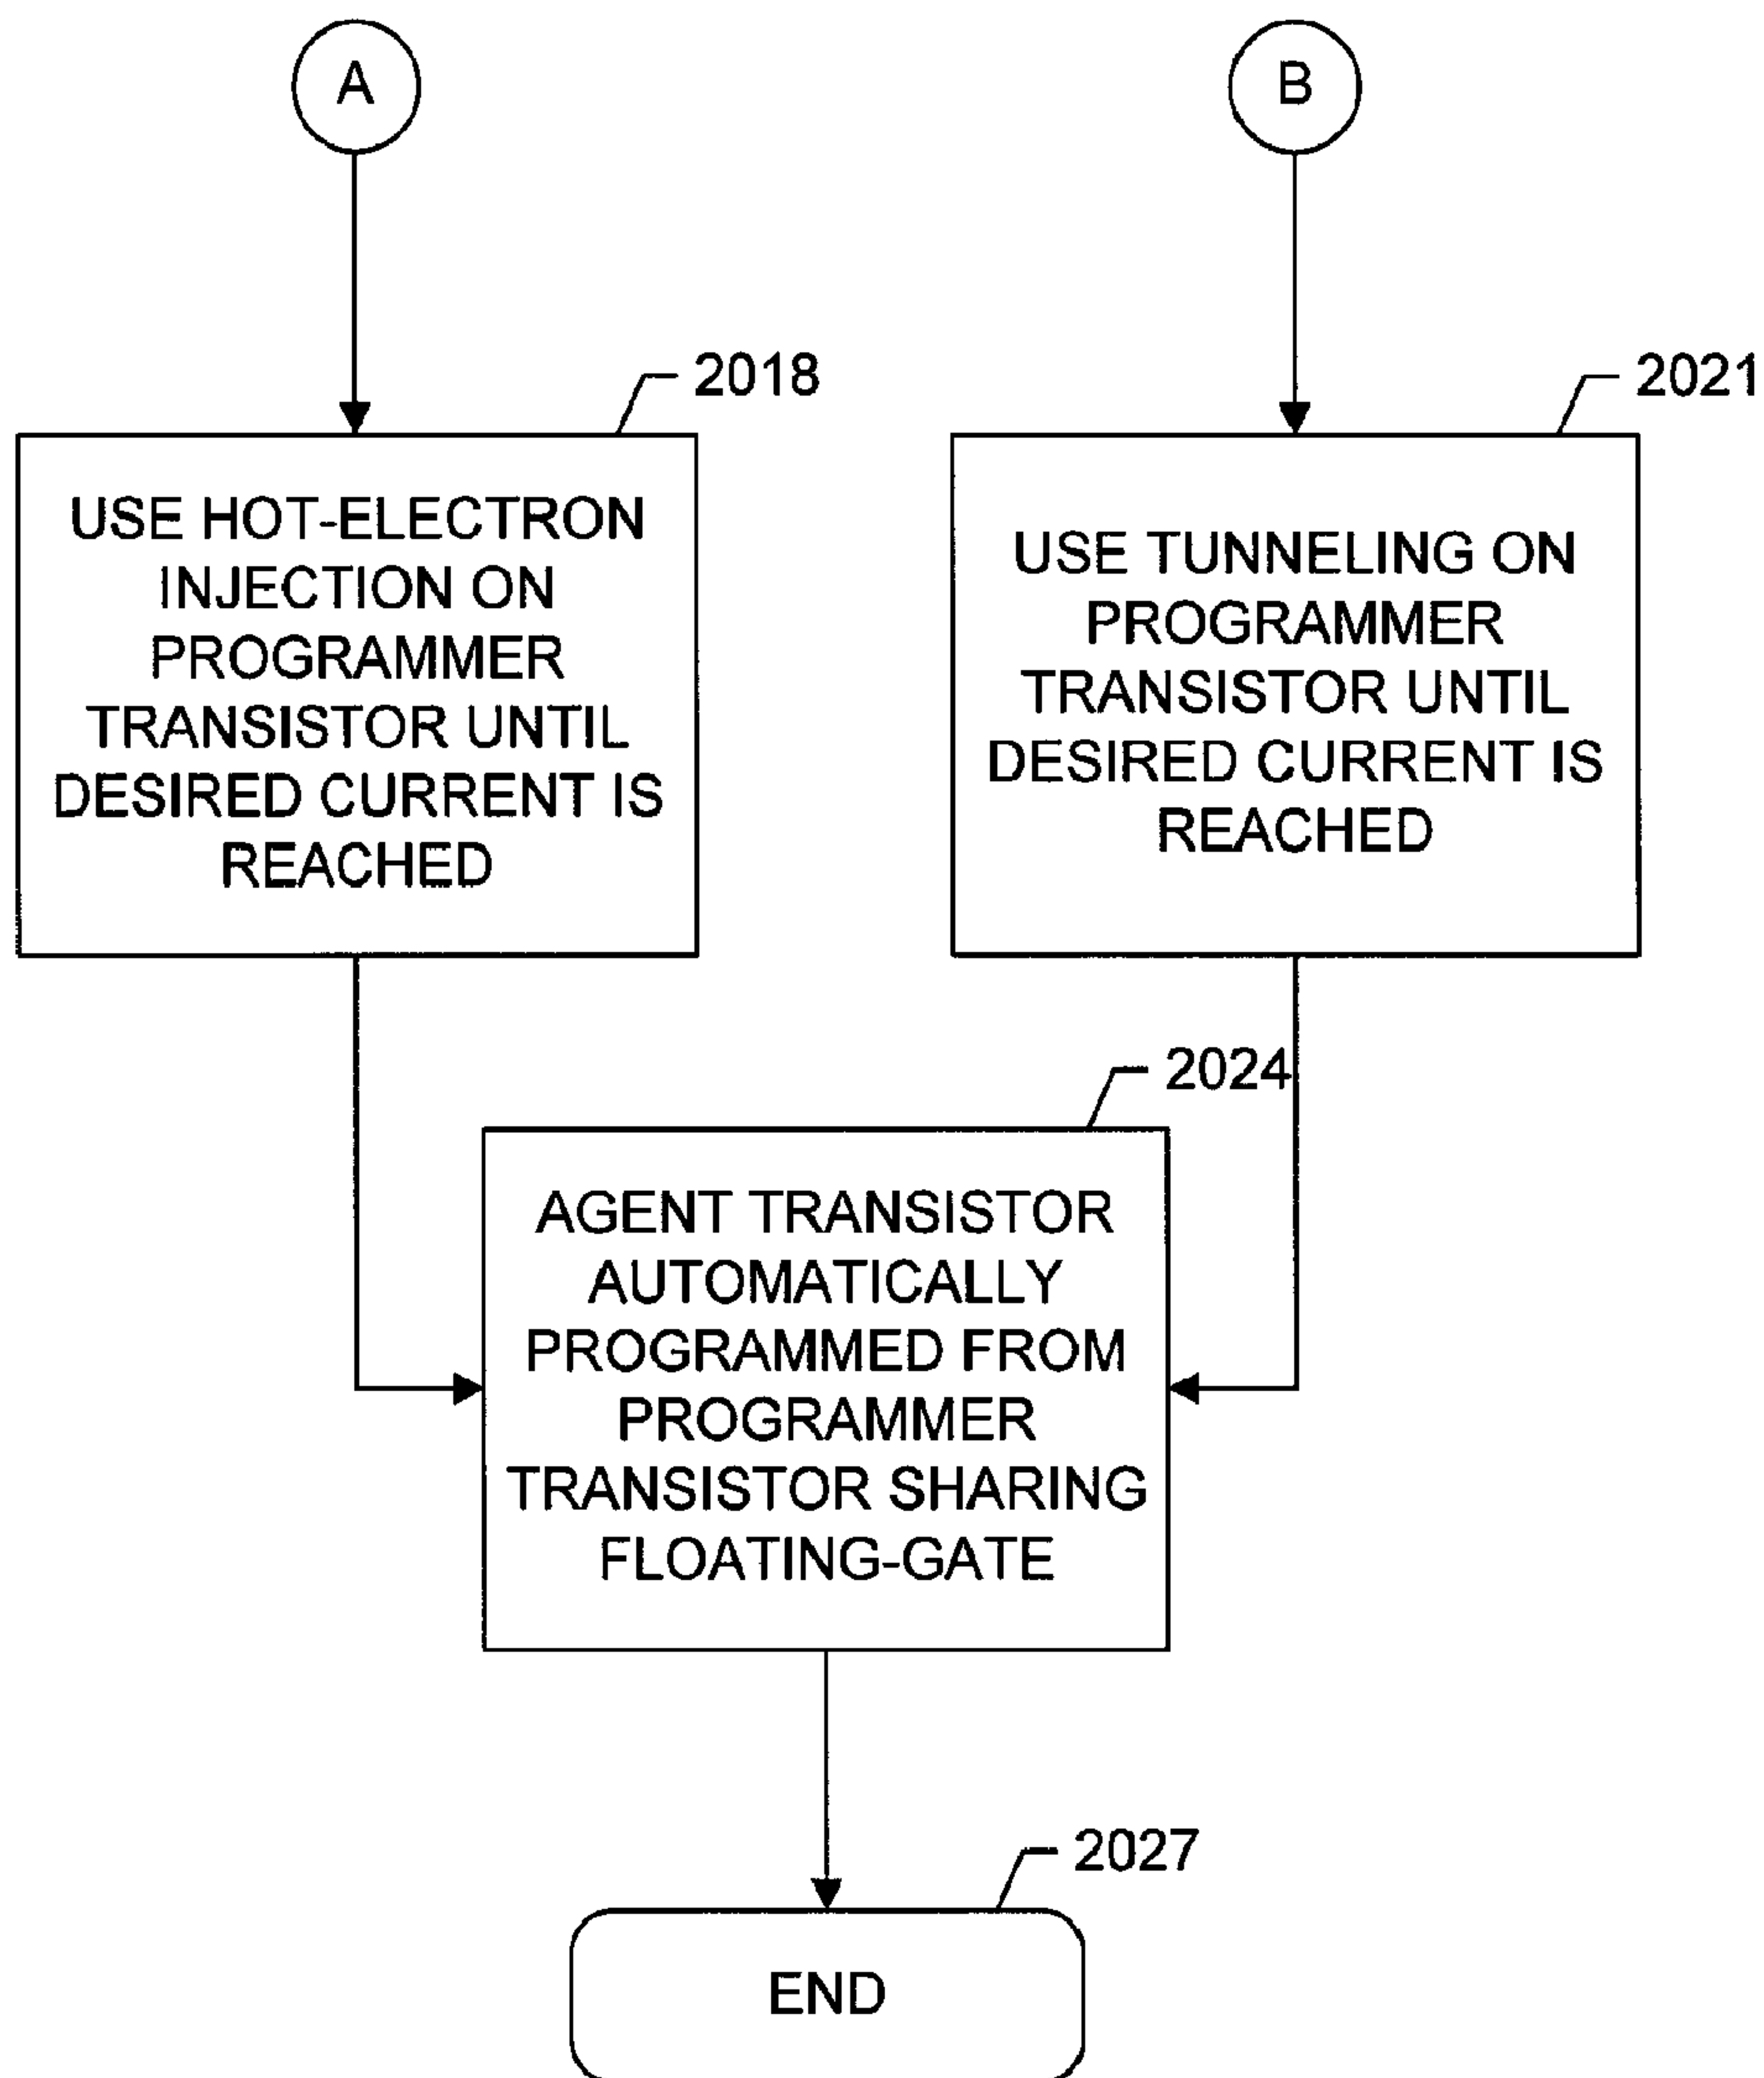 A
B
2018
2021
USE HOT-ELECTRON
INJECTION ON
PROGRAMMER
TRANSISTOR UNTIL
DESIRED CURRENT IS
REACHED
USE TUNNELING ON
PROGRAMMER
TRANSISTOR UNTIL
DESIRED CURRENT IS
REACHED
2024
AGENT TRANSISTOR
AUTOMATICALLY
PROGRAMMED FROM
PROGRAMMER
TRANSISTOR SHARING
FLOATING-GATE
2027
END